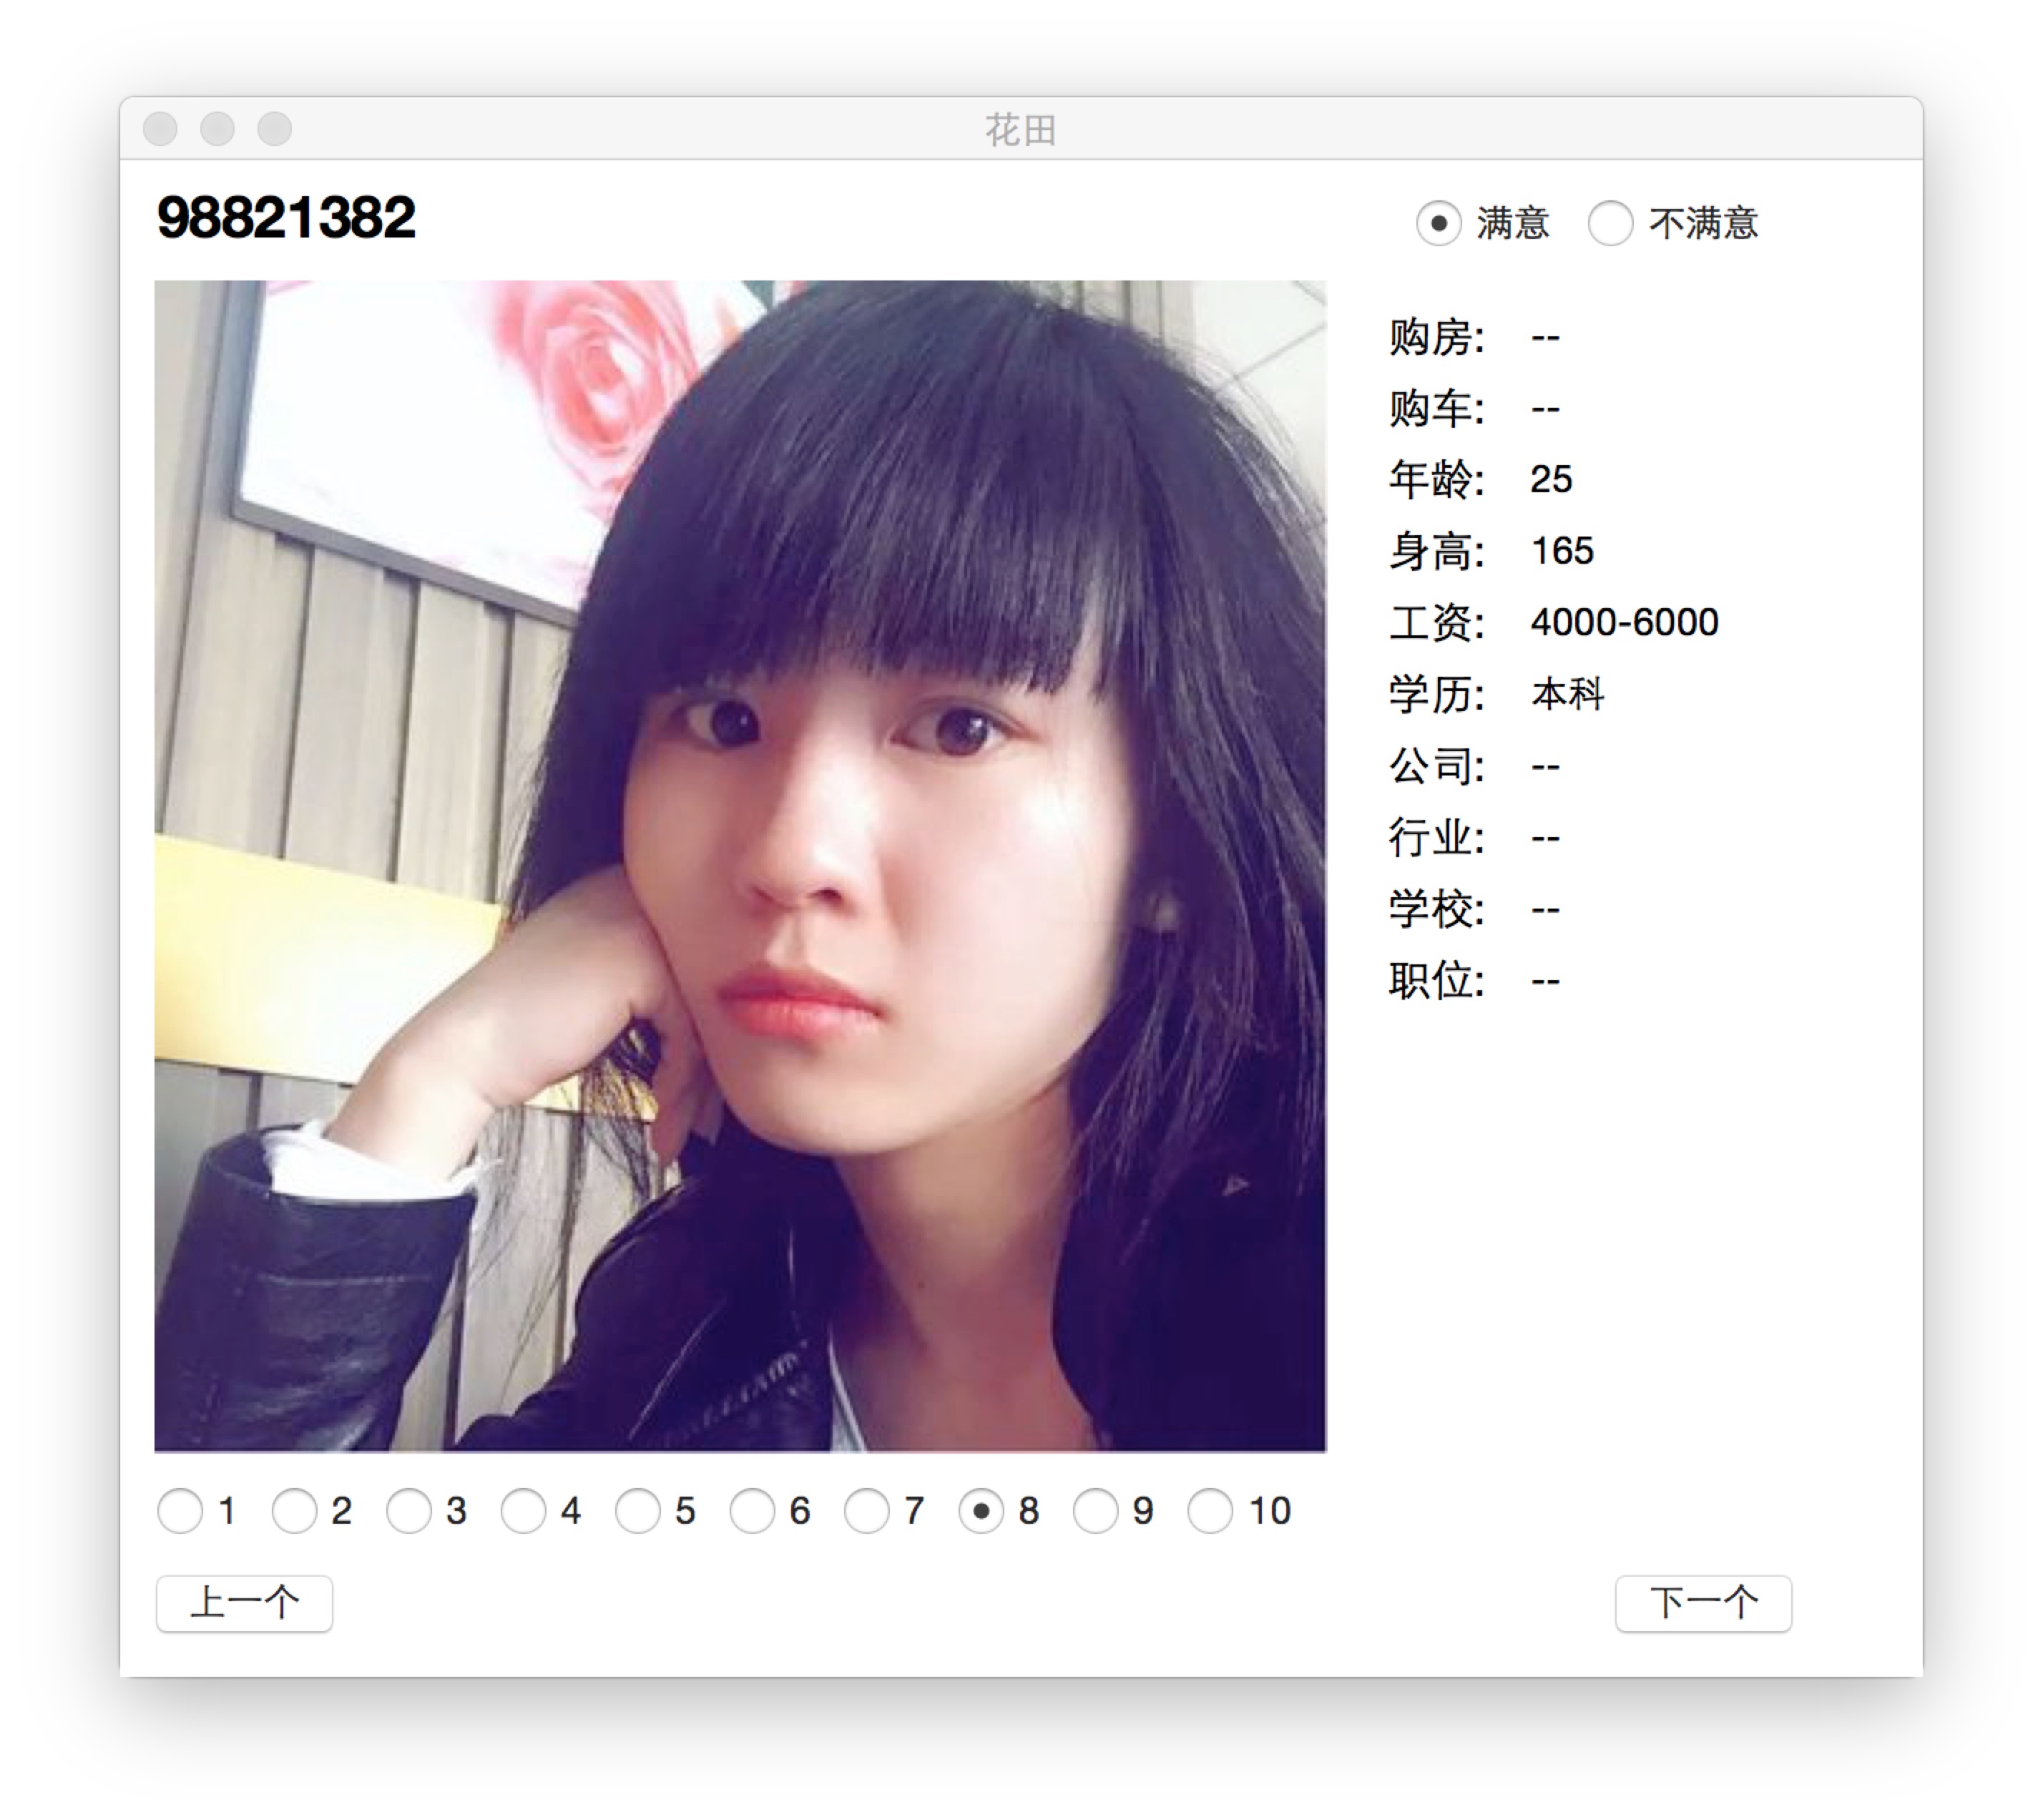 花田
98821382
满意 不满意
购房: --
购车: --
年龄: 25
身高: 165
工资: 4000-6000
学历: 本科
公司: --
行业: --
学校: --
职位: --
1 2 3 4 5 6 7 8 9 10
上一个 下一个